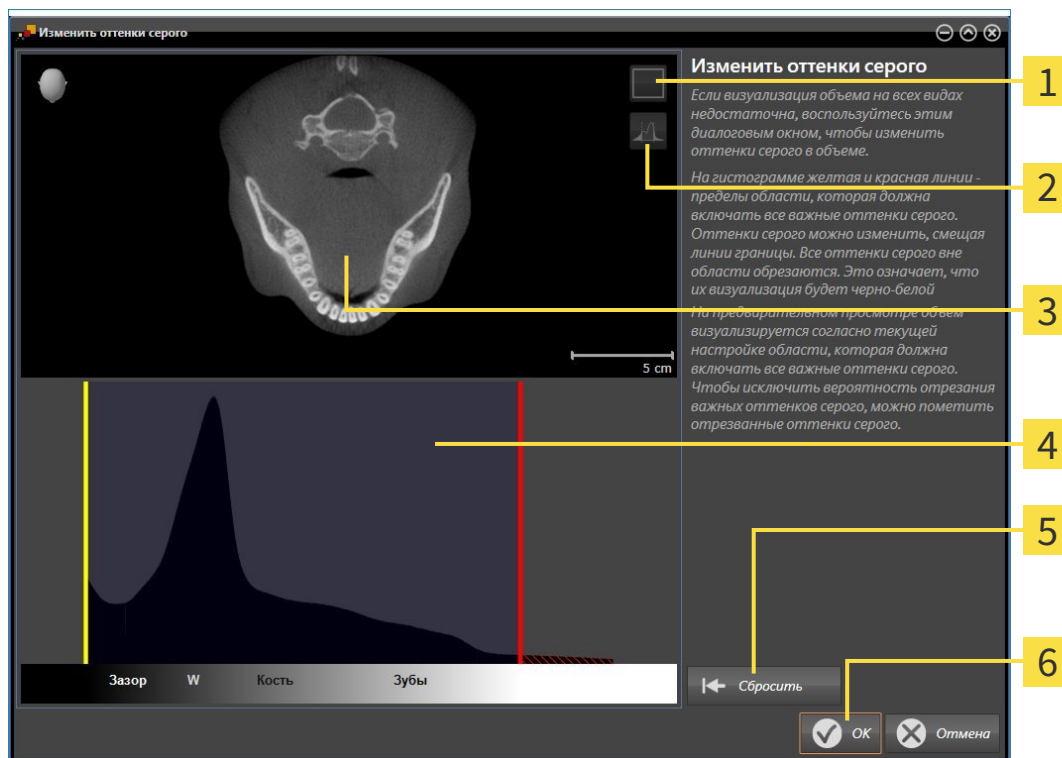 Изменить оттенки серого
Изменить оттенки серого
Если визуализация объема на всех видах
недостаточна, воспользуйтесь этим
диалоговым окном, чтобы изменить
оттенки серого в объеме.
На гистограмме желтая и красная линии -
пределы области, которая должна
включать все важные оттенки серого.
Оттенки серого можно изменить, смещая
линии границы. Все оттенки серого вне
области обрезаются. Это означает, что
их визуализация будет черно-белой
На предварительном просмотре объем
визуализируется согласно текущей
настройке области, которая должна
включать все важные оттенки серого.
Чтобы исключить вероятность отрезания
важных оттенков серого, можно пометить
отрезванные оттенки серого.
5 cm
Зазор W Кость Зубы
Сбросить
OK Отмена
1
2
3
4
5
6